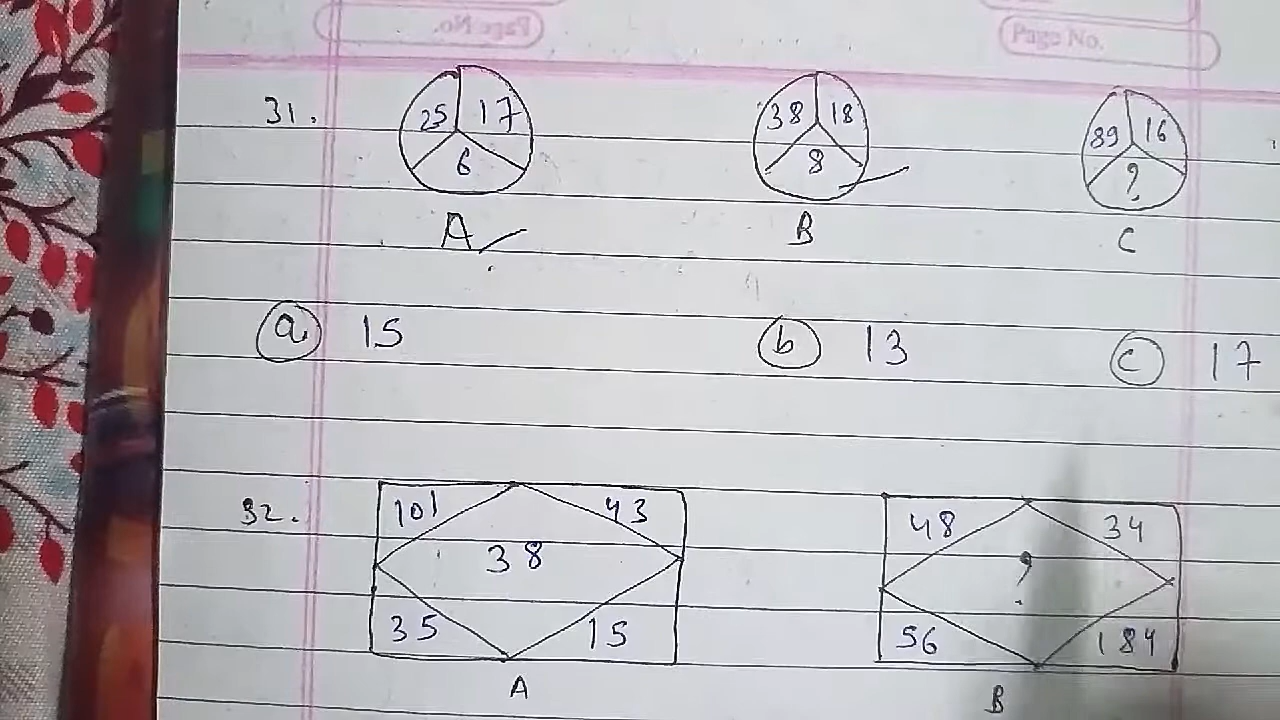 Page No.
Page No.
31. 25 17 6 38 18 8 89 16 ?
A B C
a. 15 b 13 c 17
32. 101 43 48 34
38 ?
35 15 56 184
A B